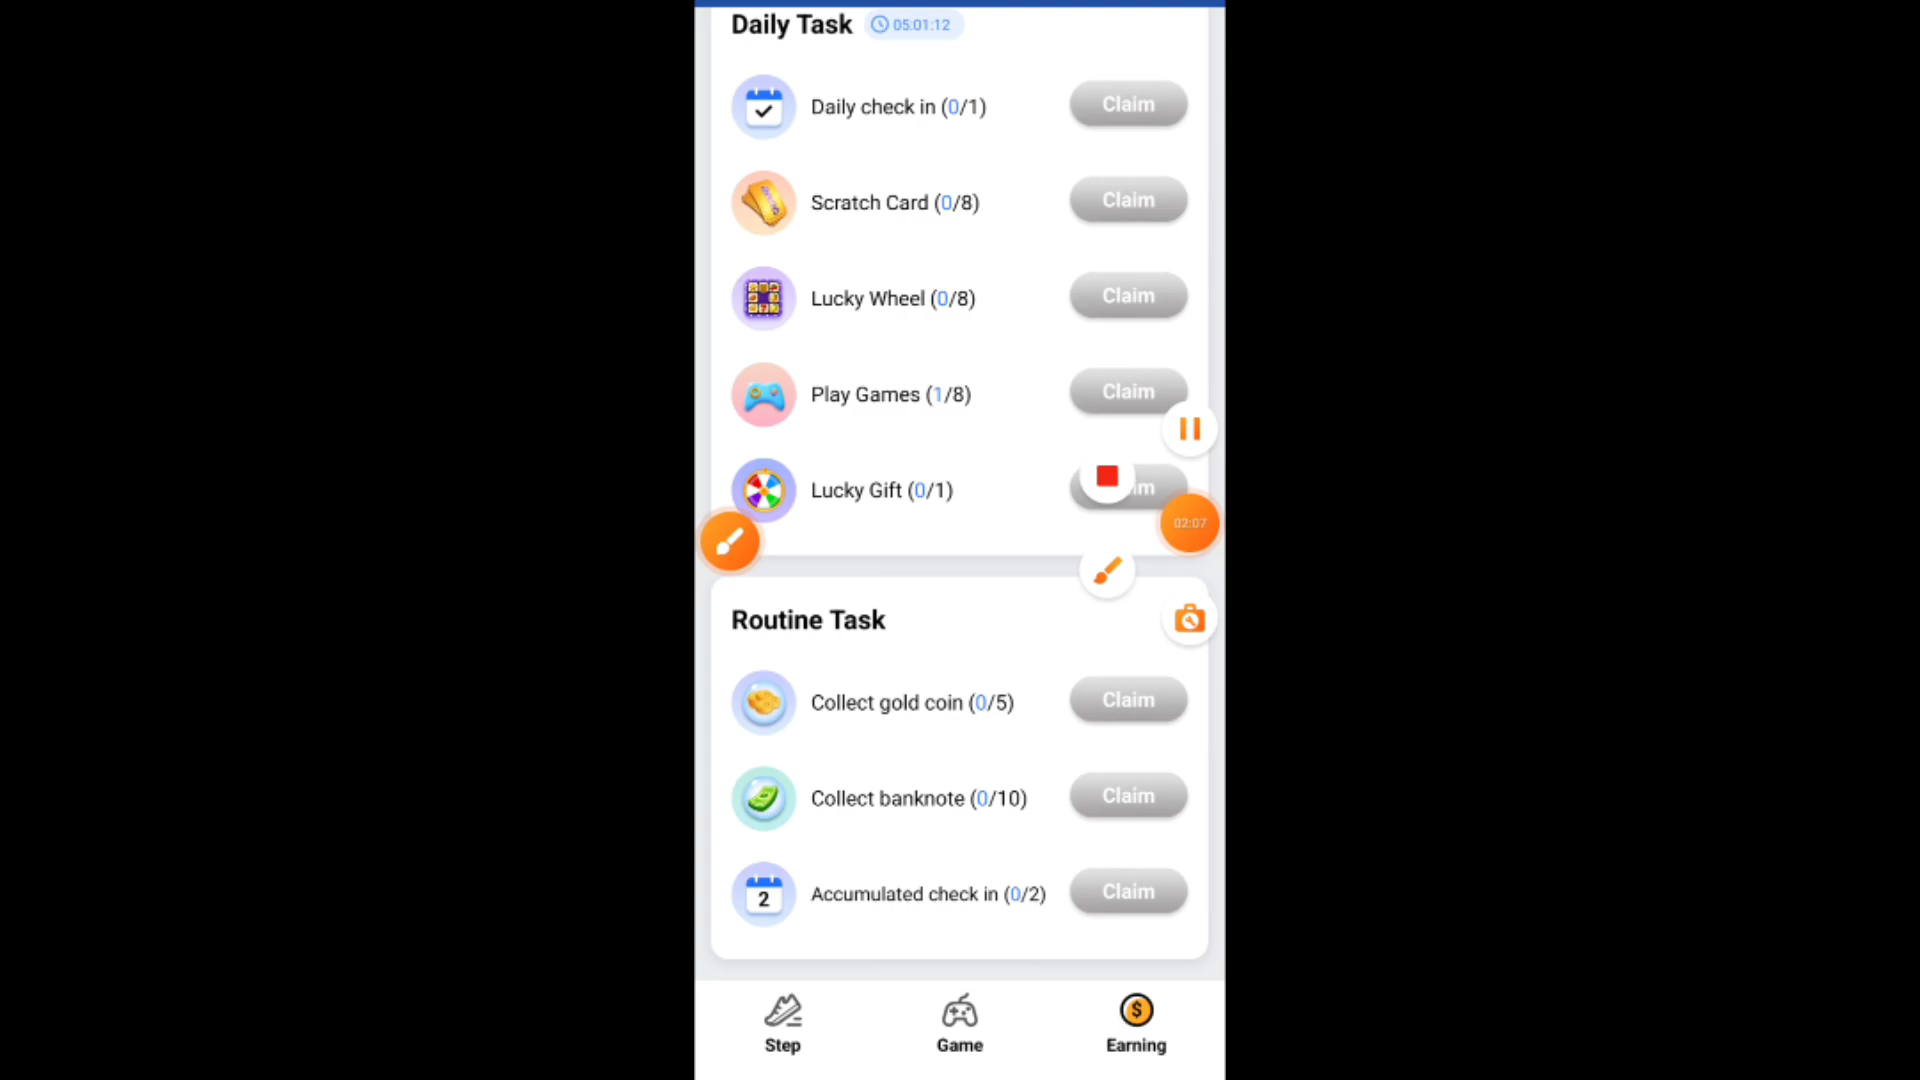 Daily Task 05:01:12
Daily check in (0/1) Claim
Scratch Card (0/8) Claim
Lucky Wheel (0/8) Claim
Play Games (1/8) Claim
Lucky Gift (0/1) im
02:07
Routine Task
Collect gold coin (0/5) Claim
Collect banknote (0/10) Claim
2 Accumulated check in (0/2) Claim
$
Step Game Earning